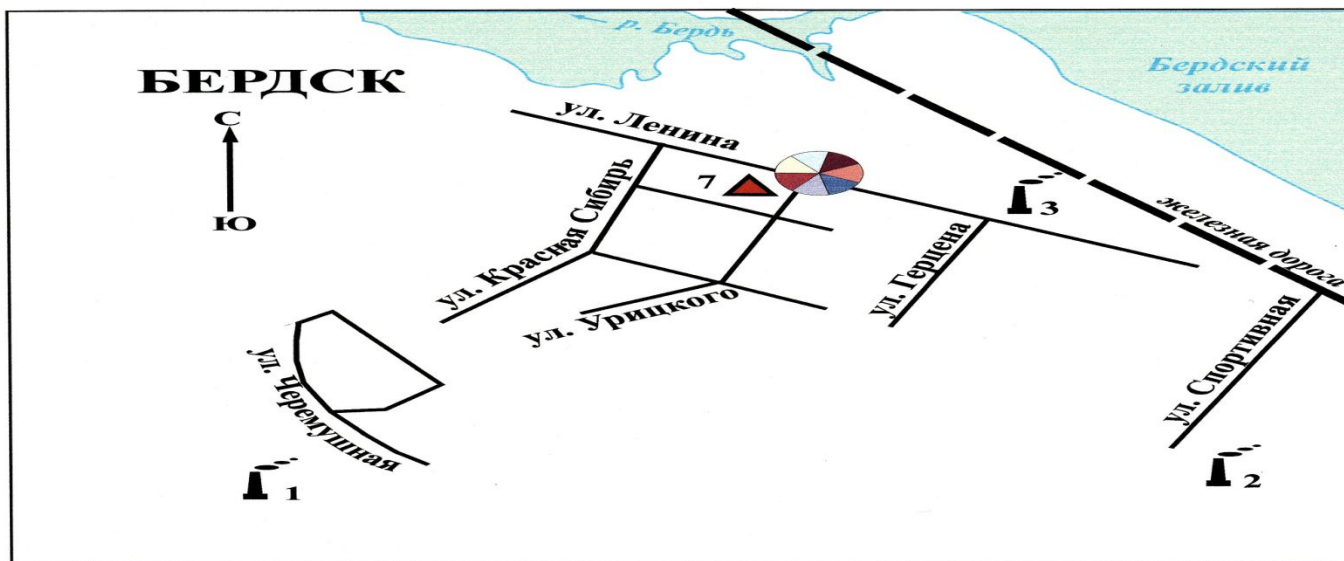 р. Бердь
Бердский
залив
БЕРДСК
С
Ю
ул. Ленина
7
3
железная дорога
ул. Красная Сибирь
ул. Герцена
ул. Урицкого
ул. Спортивная
ул. Черемушная
1
2